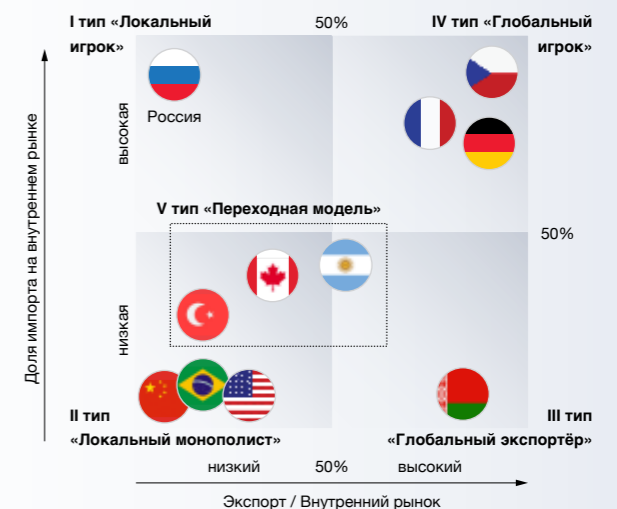 I тип «Локальный
игрок»
50%
IV тип «Глобальный
игрок»
Россия
высокая
Доля импорта на внутреннем рынке
V тип «Переходная модель»
50%
низкая
II тип
«Локальный монополист»
III тип
«Глобальный экспортёр»
низкий
50%
высокий
Экспорт / Внутренний рынок